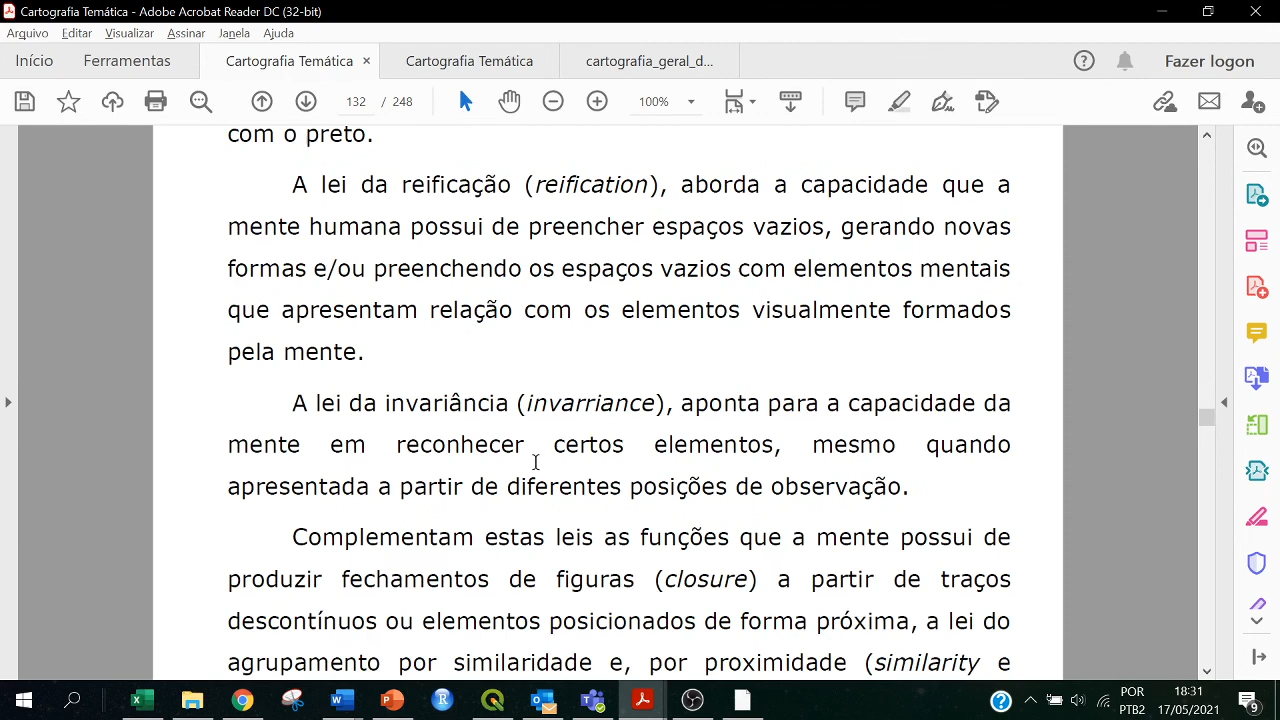 Cartografia Temática - Adobe Acrobat Reader DC (32-bit)
Arquivo Editar Visualizar Assinar Janela Ajuda
Início Ferramentas Cartografia Temática × Cartografia Temática cartografia_geral_d... Fazer logon
132 / 248 100%
com o preto.
A lei da reificação (reification), aborda a capacidade que a
mente humana possui de preencher espaços vazios, gerando novas
formas e/ou preenchendo os espaços vazios com elementos mentais
que apresentam relação com os elementos visualmente formados
pela mente.
A lei da invariância (invarriance), aponta para a capacidade da
mente em reconhecer certos elementos, mesmo quando
apresentada a partir de diferentes posições de observação.
Complementam estas leis as funções que a mente possui de
produzir fechamentos de figuras (closure) a partir de traços
descontínuos ou elementos posicionados de forma próxima, a lei do
agrupamento por similaridade e, por proximidade (similarity e
POR 18:31
PTB2 17/05/2021 9